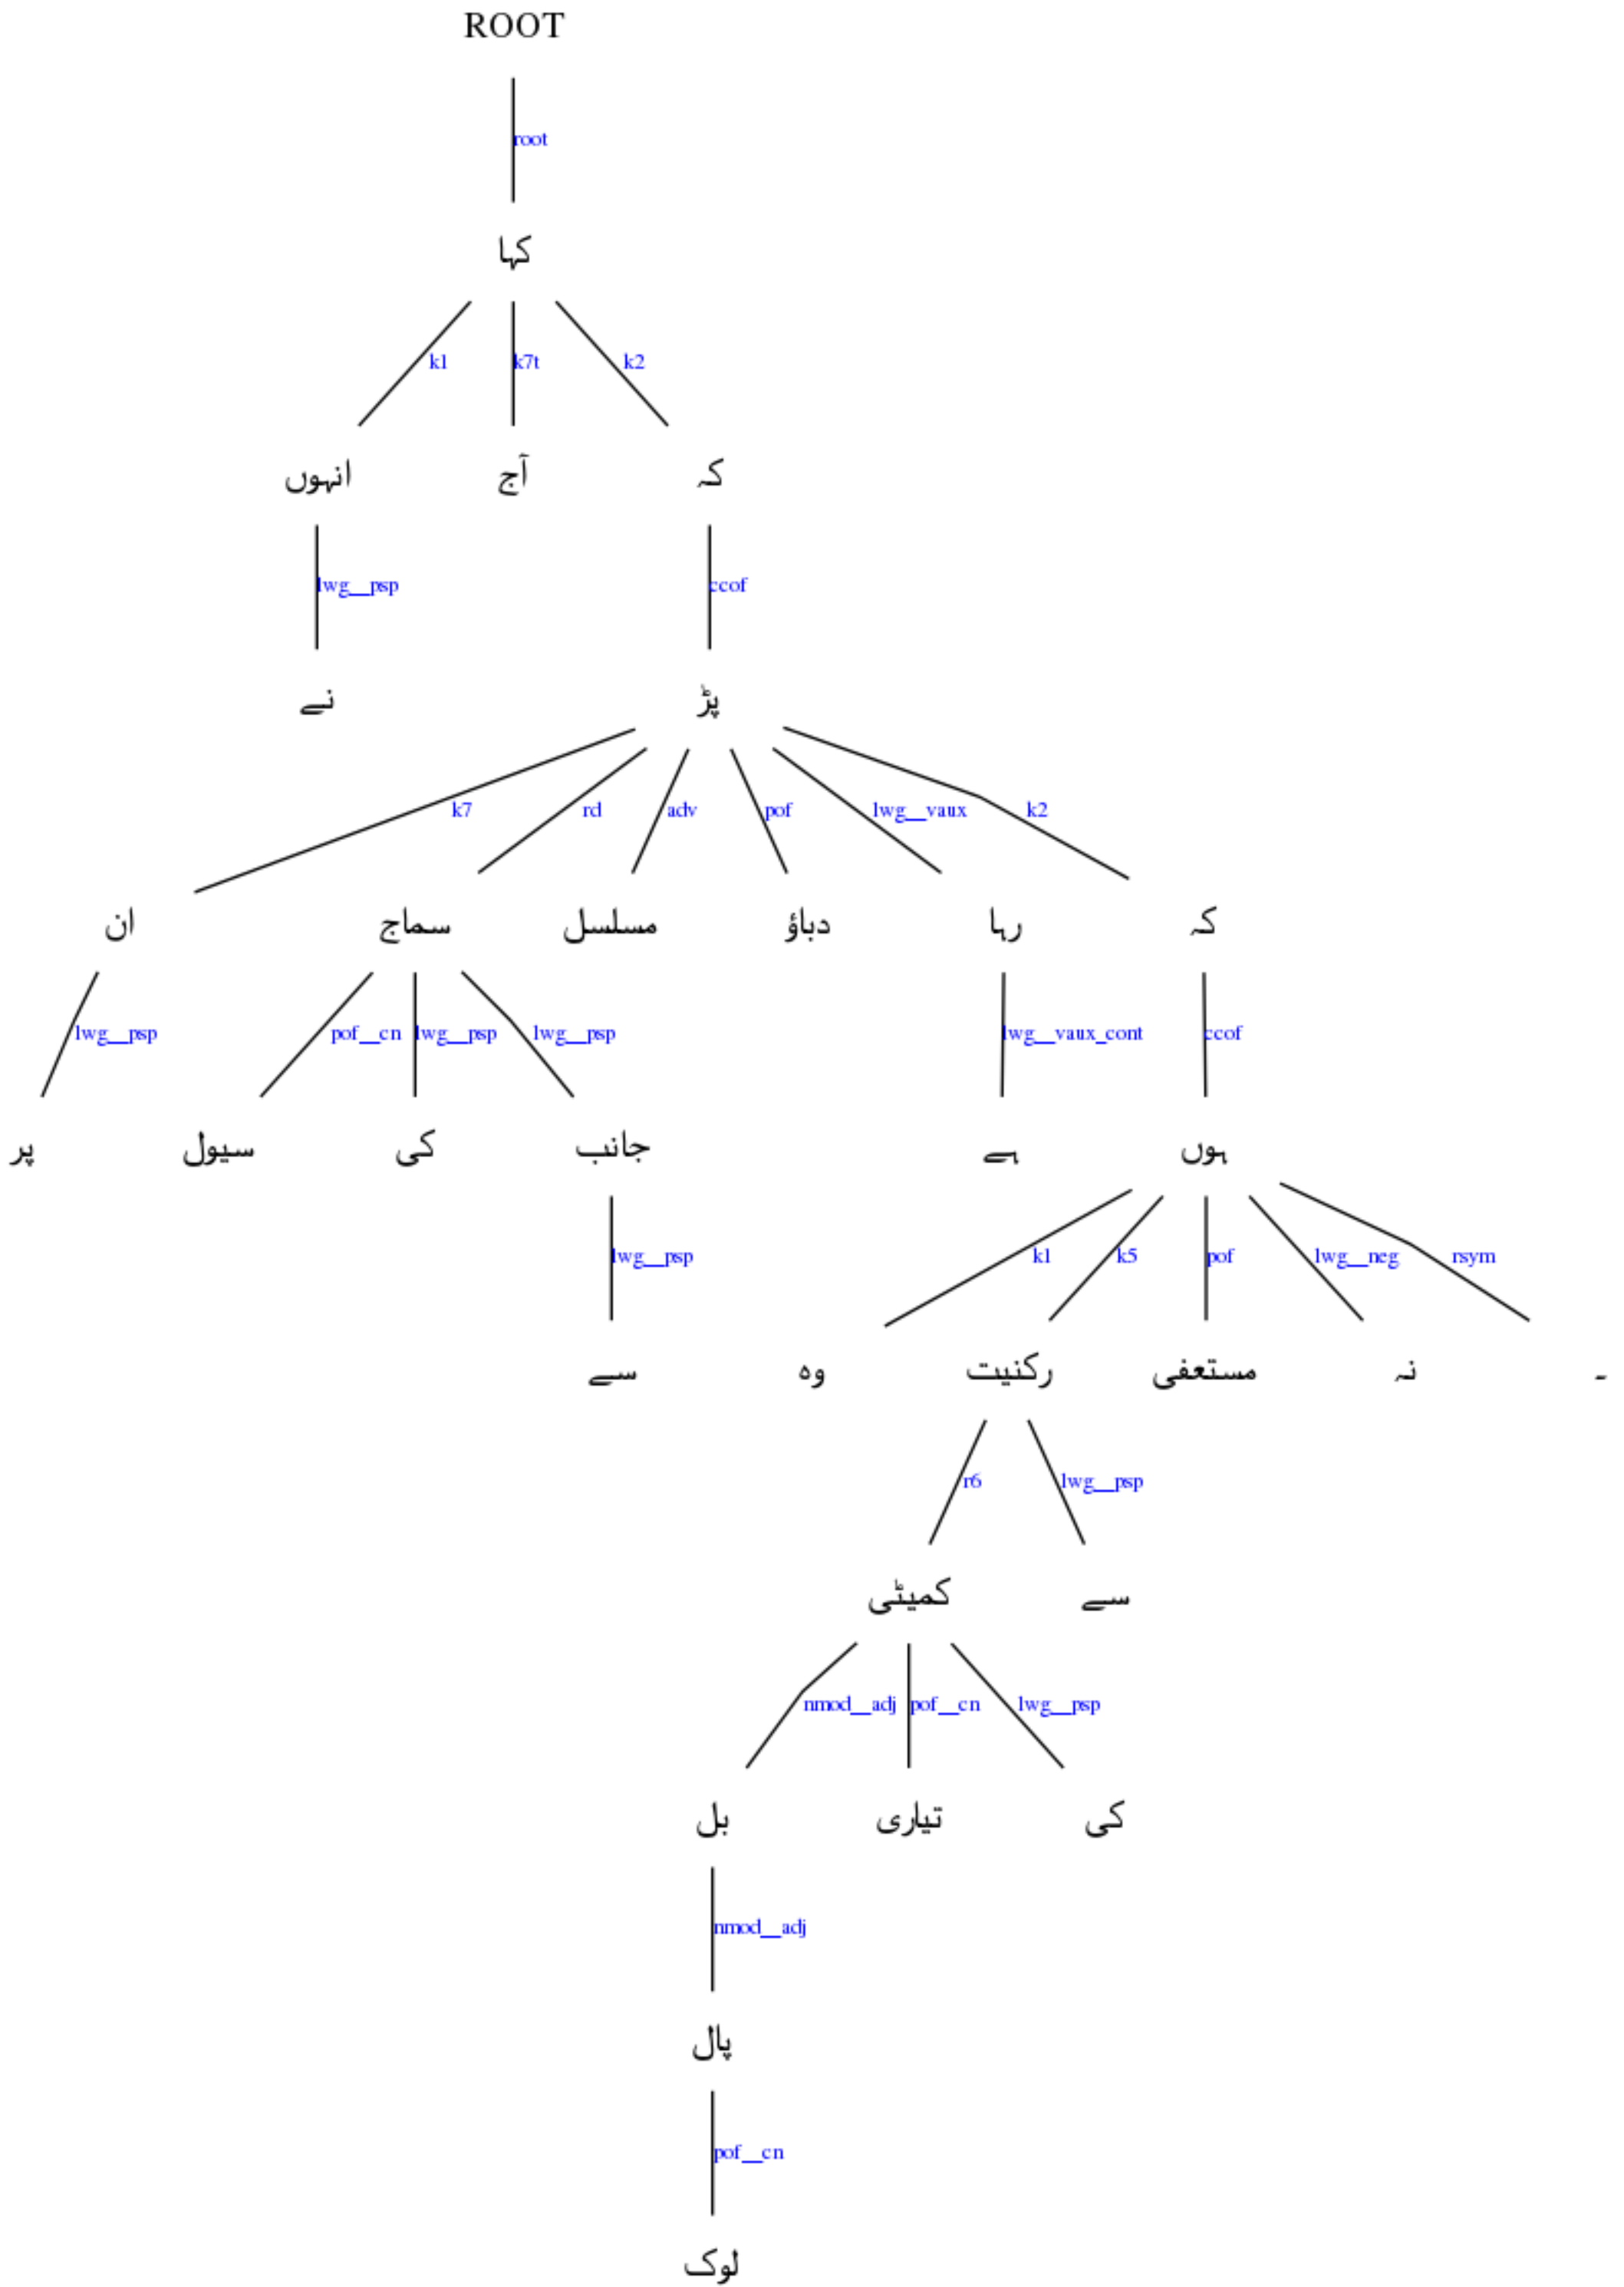 ROOT
root
کہا
k1 k7t k2
انہوں آج کہ
lwg__psp ccof
نے پڑ
k7 rd adv pof lwg__vaux k2
ان سماج مسلسل دباؤ رہا کہ
lwg__psp pof__cn lwg__psp lwg__psp lwg__vaux_cont ccof
پر سیول کی جانب ہے ہوں
lwg__psp k1 k5 pof lwg__neg rsym
سے وہ رکنیت مستعفی نہ ۔
r6 lwg__psp
کمیٹی سے
nmod__adj pof__cn lwg__psp
بل تیاری کی
nmod__adj
پال
pof__cn
لوک